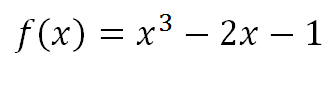 f(x) = x³ − 2x − 1